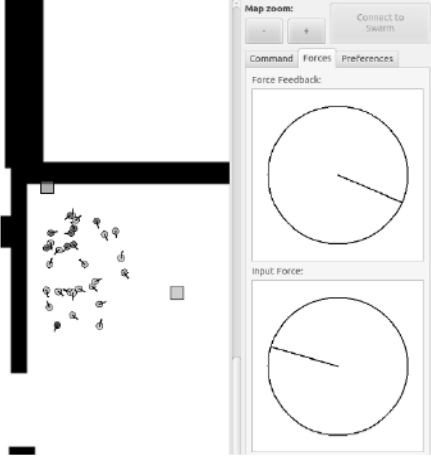 Map zoom:
-
+
Connect to
Swarm
Command
Forces
Preferences
Force Feedback:
Input Force: